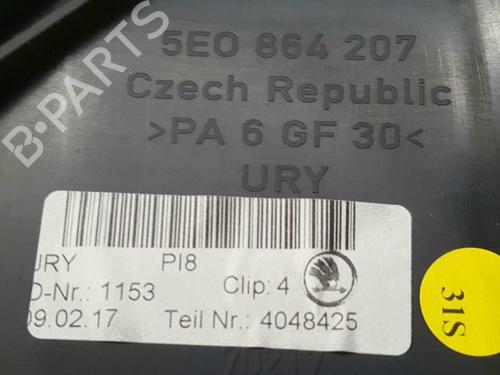 5E0 864 207
Czech Republic
>PA 6 GF 30<
URY
URY PI8
D-Nr.: 1153 Clip: 4
09.02.17 Teil Nr.: 4048425
31S